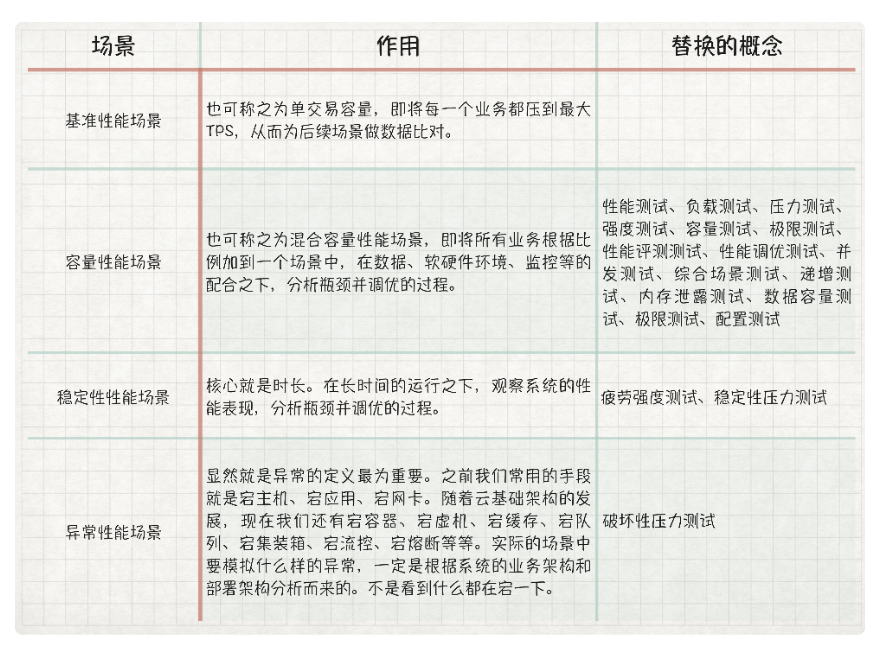 场景
作用
替换的概念
基准性能场景
也可称之为单交易容量，即将每一个业务都压到最大
TPS，从而为后续场景做数据比对。
容量性能场景
也可称之为混合容量性能场景，即将所有业务根据比
例加到一个场景中，在数据、软硬件环境、监控等的
配合之下，分析瓶颈并调优的过程。
性能测试、负载测试、压力测试、
强度测试、容量测试、极限测试、
性能评测测试、性能调优测试、并
发测试、综合场景测试、递增测
试、内存泄露测试、数据容量测
试、极限测试、配置测试
稳定性性能场景
核心就是时长。在长时间的运行之下，观察系统的性
能表现，分析瓶颈并调优的过程。
疲劳强度测试、稳定性压力测试
异常性能场景
显然就是异常的定义最为重要。之前我们常用的手段
就是宕主机、宕应用、宕网卡。随着云基础架构的发
展，现在我们还有宕容器、宕虚机、宕缓存、宕队
列、宕集装箱、宕流控、宕熔断等等。实际的场景中
要模拟什么样的异常，一定是根据系统的业务架构和
部署架构分析而来的。不是看到什么都在宕一下。
破坏性压力测试